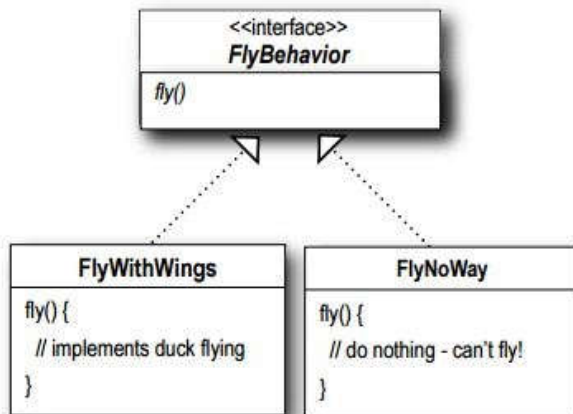 <<interface>>
FlyBehavior
fly()
FlyWithWings
fly() {
// implements duck flying
}
FlyNoWay
fly() {
// do nothing - can't fly!
}